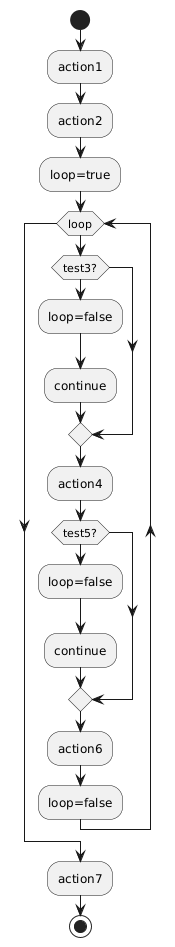 action1
action2
loop=true
loop
test3?
loop=false
continue
action4
test5?
loop=false
continue
action6
loop=false
action7